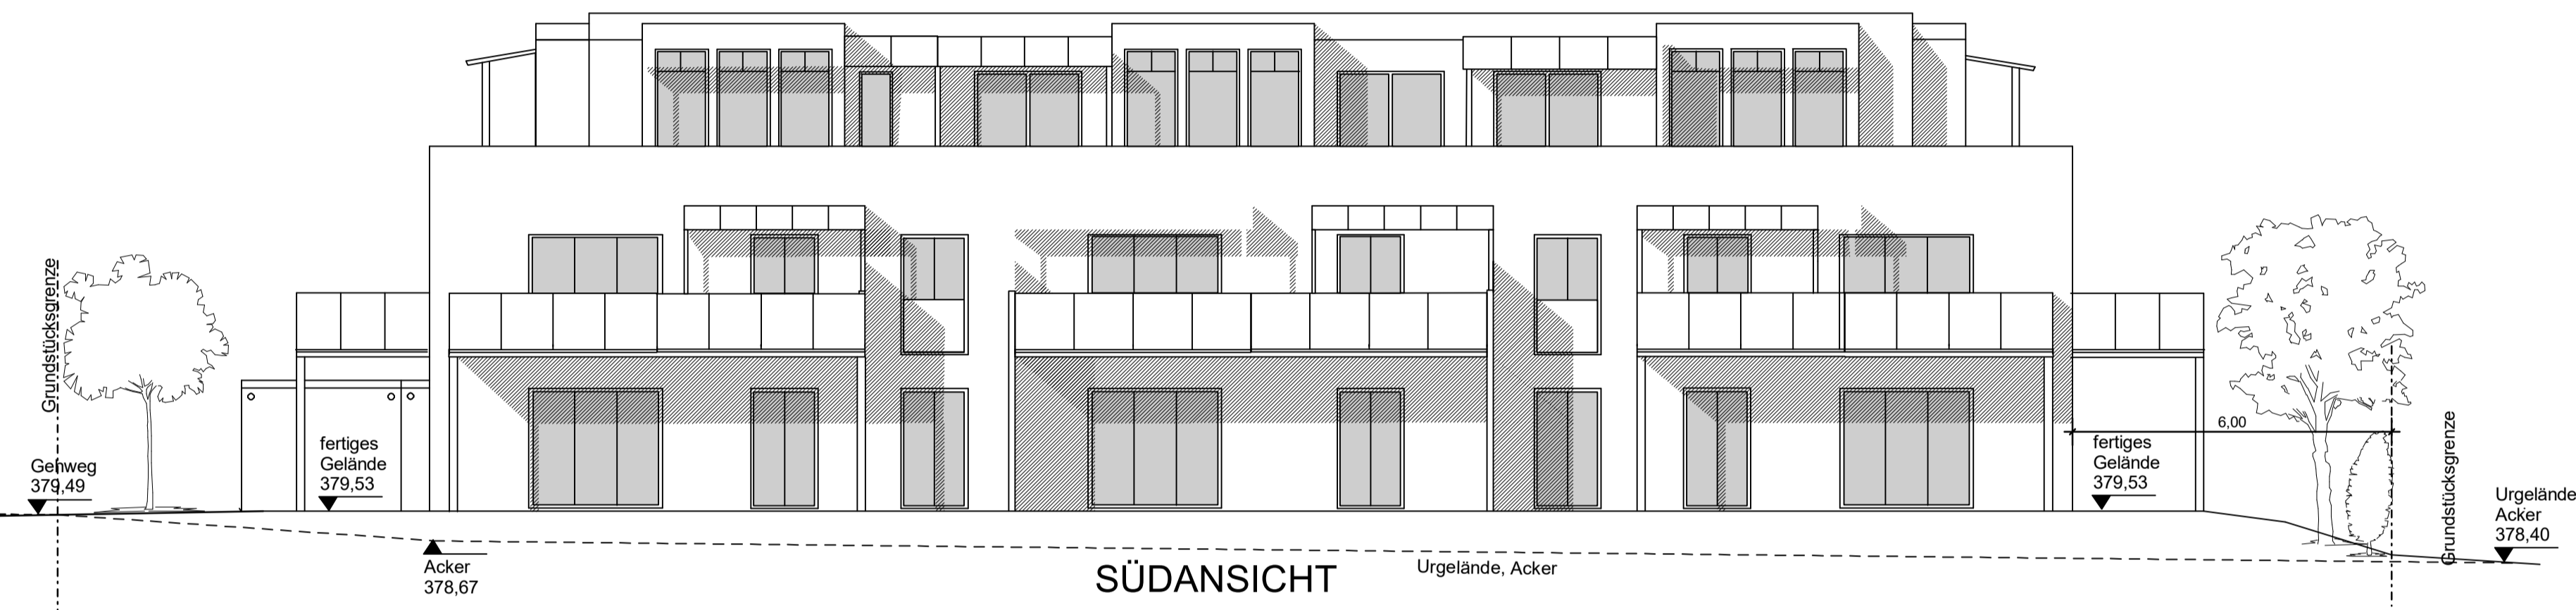 Grundstücksgrenze
Gehweg
379,49
fertiges
Gelände
379,53
Acker
378,67
SÜDANSICHT
Urgelände, Acker
6,00
fertiges
Gelände
379,53
Grundstücksgrenze
Urgelände
Acker
378,40